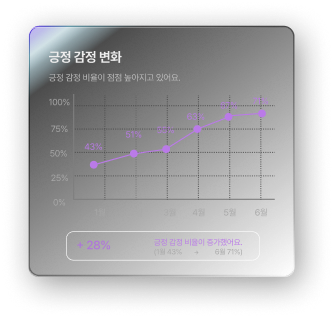 긍정 감정 변화
긍정 감정 비율이 점점 높아지고 있어요.
100%
75%
50%
25%
0%
43%
51%
4월 5월 6월
+ 28%
긍정 감정 비율이 증가했어요.
(1월 43% → 6월 71%)